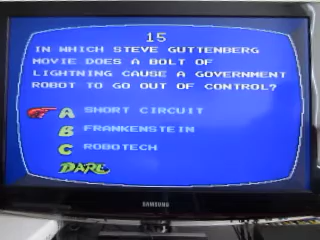 15
IN WHICH STEVE GUTTENBERG
MOVIE DOES A BOLT OF
LIGHTNING CAUSE A GOVERNMENT
ROBOT TO GO OUT OF CONTROL?
A SHORT CIRCUIT
B FRANKENSTEIN
C ROBOTECH
DARE
SAMSUNG